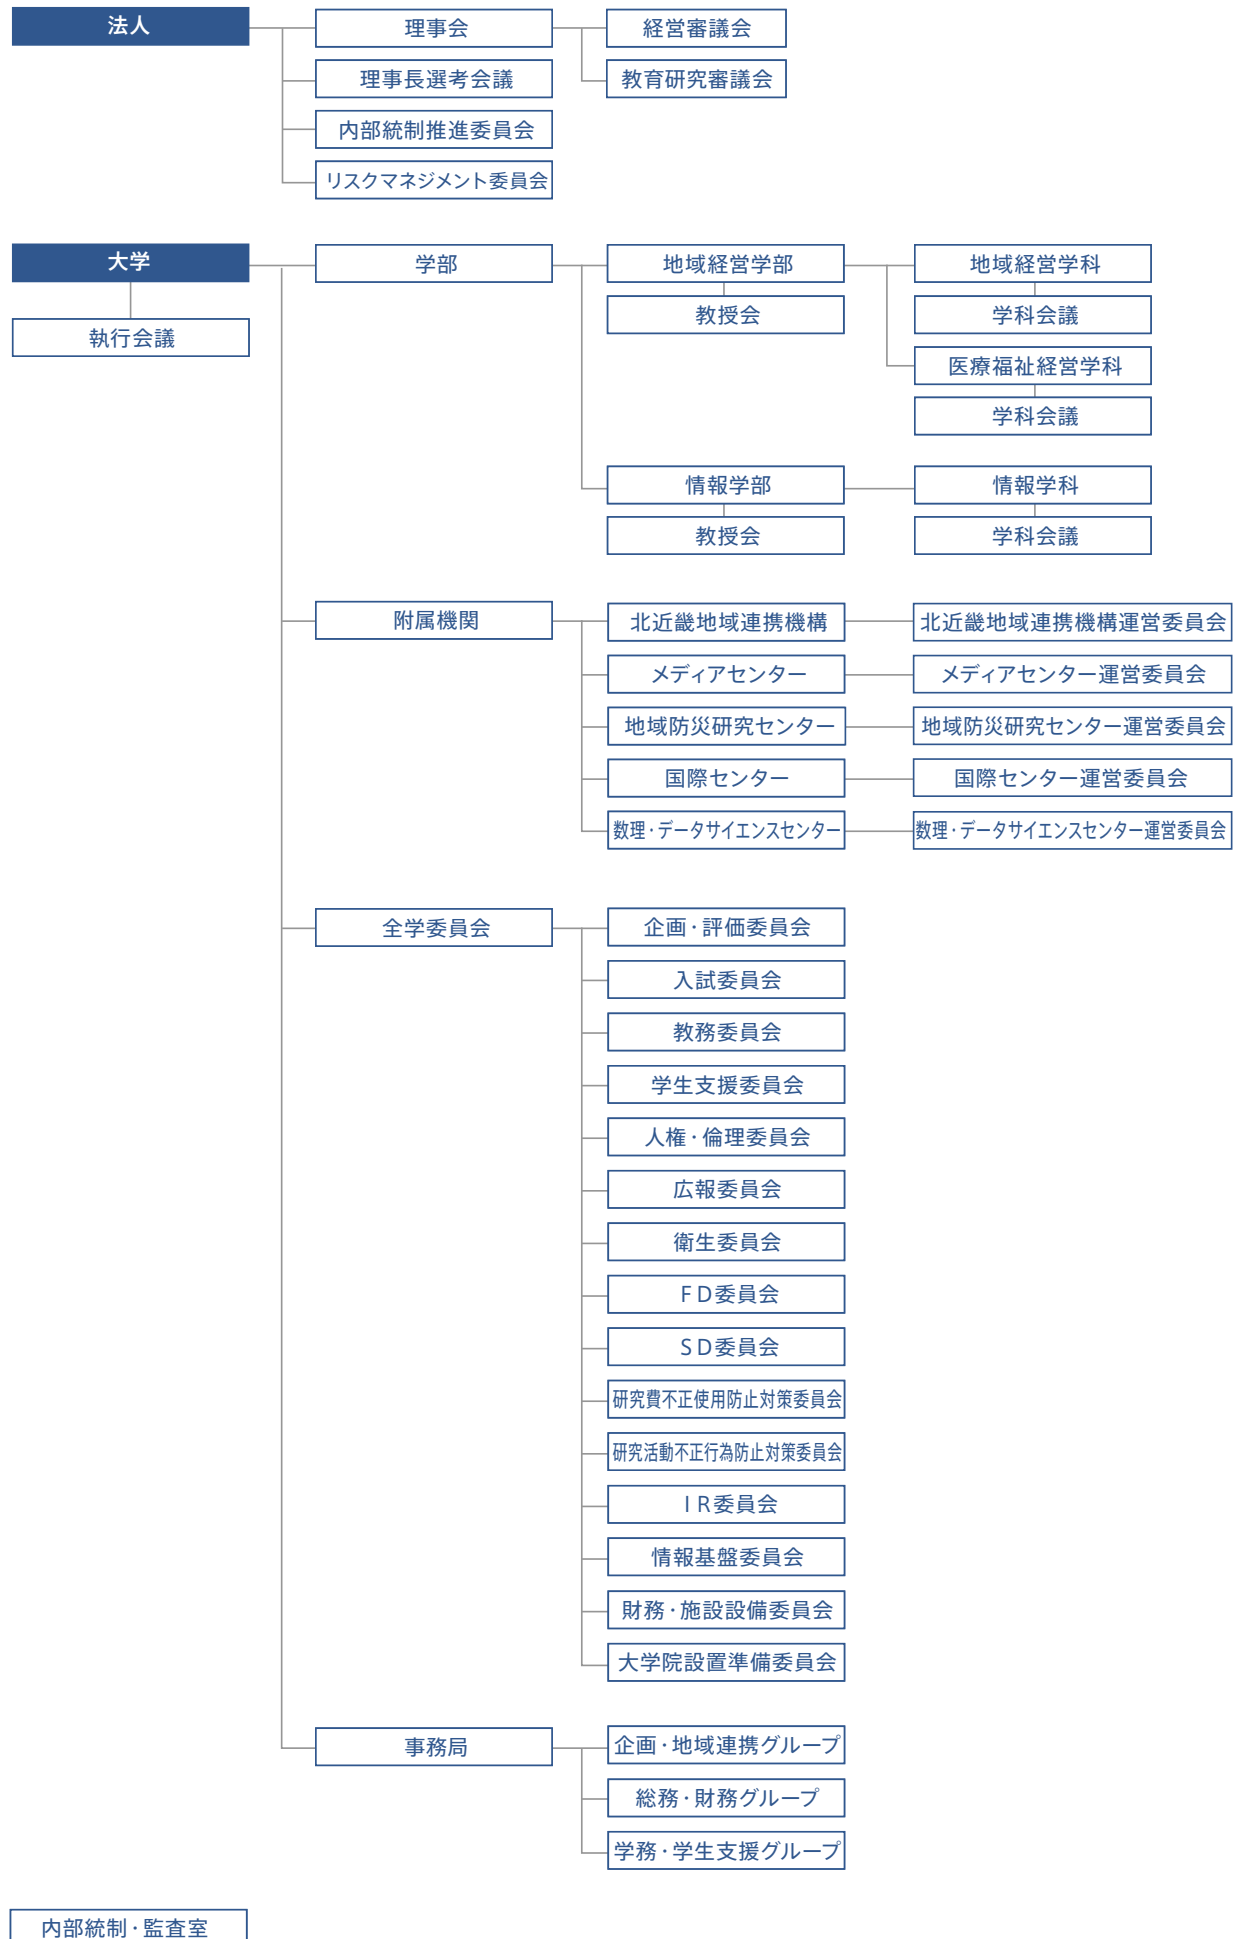 法人
理事会
経営審議会
理事長選考会議
教育研究審議会
内部統制推進委員会
リスクマネジメント委員会
大学
学部
地域経営学部
地域経営学科
教授会
学科会議
執行会議
医療福祉経営学科
学科会議
情報学部
情報学科
教授会
学科会議
附属機関
北近畿地域連携機構
北近畿地域連携機構運営委員会
メディアセンター
メディアセンター運営委員会
地域防災研究センター
地域防災研究センター運営委員会
国際センター
国際センター運営委員会
数理・データサイエンスセンター
数理・データサイエンスセンター運営委員会
全学委員会
企画・評価委員会
入試委員会
教務委員会
学生支援委員会
人権・倫理委員会
広報委員会
衛生委員会
FD委員会
SD委員会
研究費不正使用防止対策委員会
研究活動不正行為防止対策委員会
IR委員会
情報基盤委員会
財務・施設設備委員会
大学院設置準備委員会
事務局
企画・地域連携グループ
総務・財務グループ
学務・学生支援グループ
内部統制・監査室